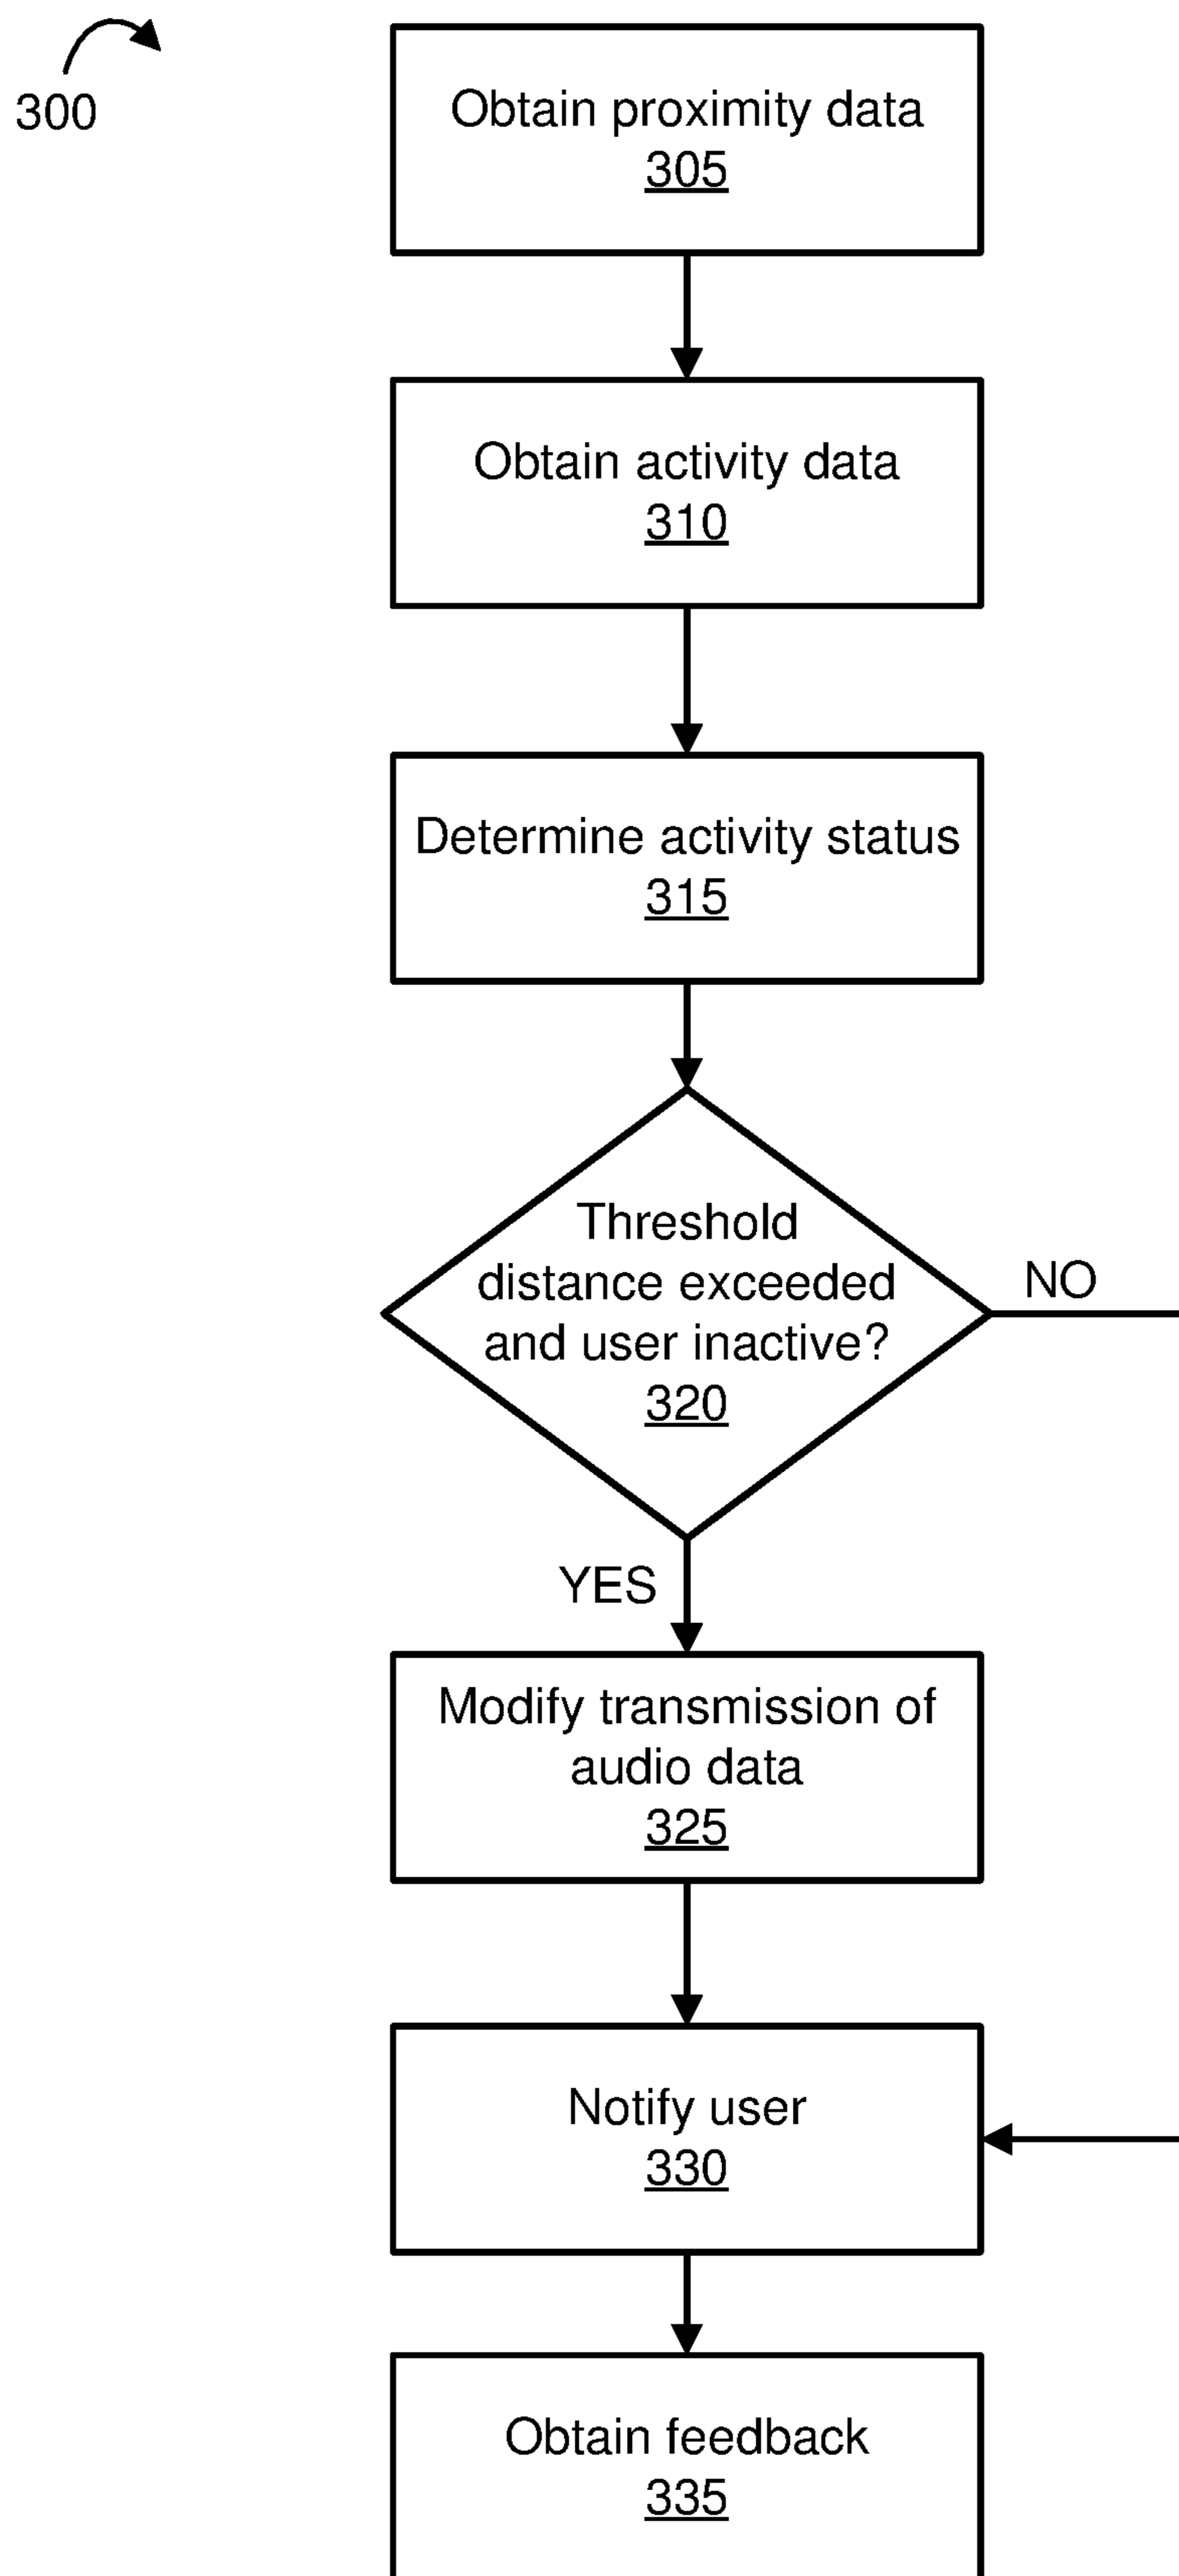 300
Obtain proximity data
305
Obtain activity data
310
Determine activity status
315
Threshold
distance exceeded
and user inactive?
320
NO
YES
Modify transmission of
audio data
325
Notify user
330
Obtain feedback
335